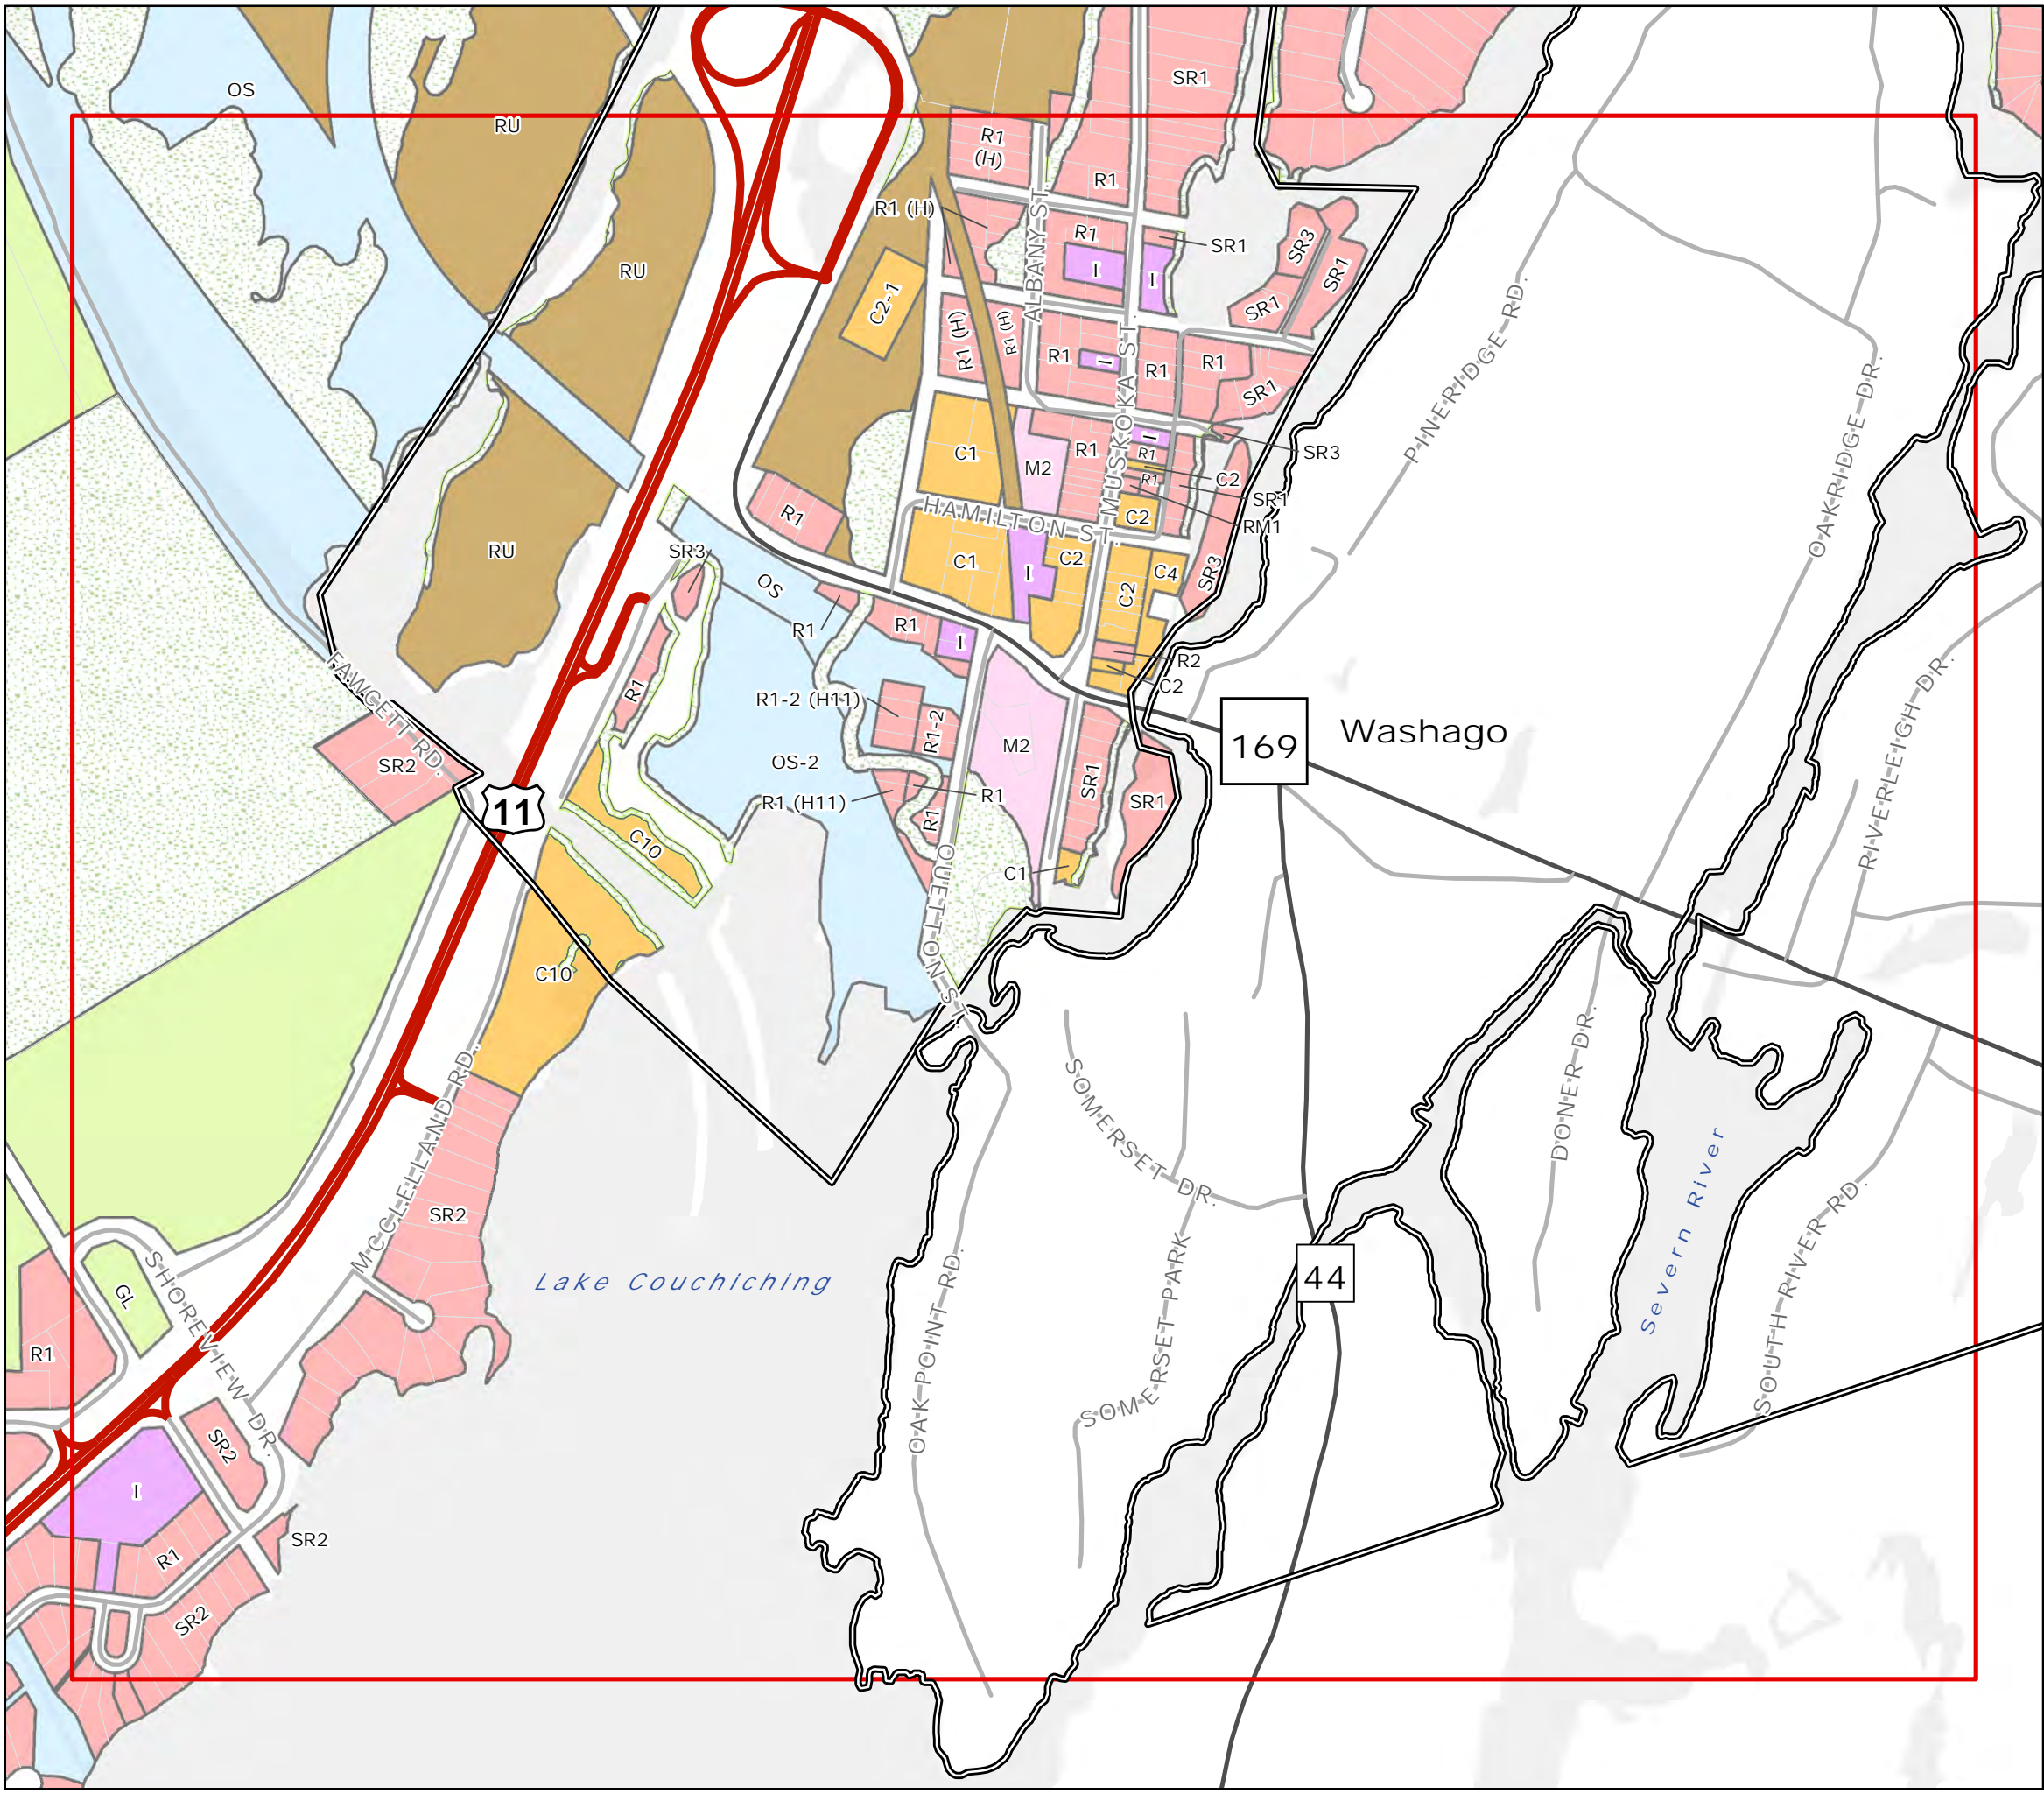 OS
RU
SR1
R1
(H)
R1
R1 (H)
ALBANY ST.
R1
I
I
SR1
SR3
SR1
SR1
RU
C2-1
R1 (H)
R1 (H)
R1
I
R1
R1
SR1
MUSKOKA ST.
PINERIDGE RD.
OAKRIDGE DR.
C1
M2
R1
I
R1
C2
R1
SR3
SR1
RM1
C2
R1
HAMILTON ST.
RU
SR3
OS
C1
I
C2
C2
C4
SR3
R1
R1
I
R2
C2
FAWCETT RD.
R1
R1-2 (H11)
R1-2
OS-2
M2
SR1
SR1
169
Washago
RIVERLEIGH DR.
SR2
11
R1 (H11)
R1
R1
C10
C1
QUETTON ST.
C10
MCCLELLAND RD.
SOMERSET DR.
DONER DR.
Severn River
SOUTH RIVER RD.
SR2
Lake Couchiching
OAK POINT RD.
SOMERSET PARK
44
GL
SHOREVIEW DR.
R1
SR2
I
R1
SR2
SR2